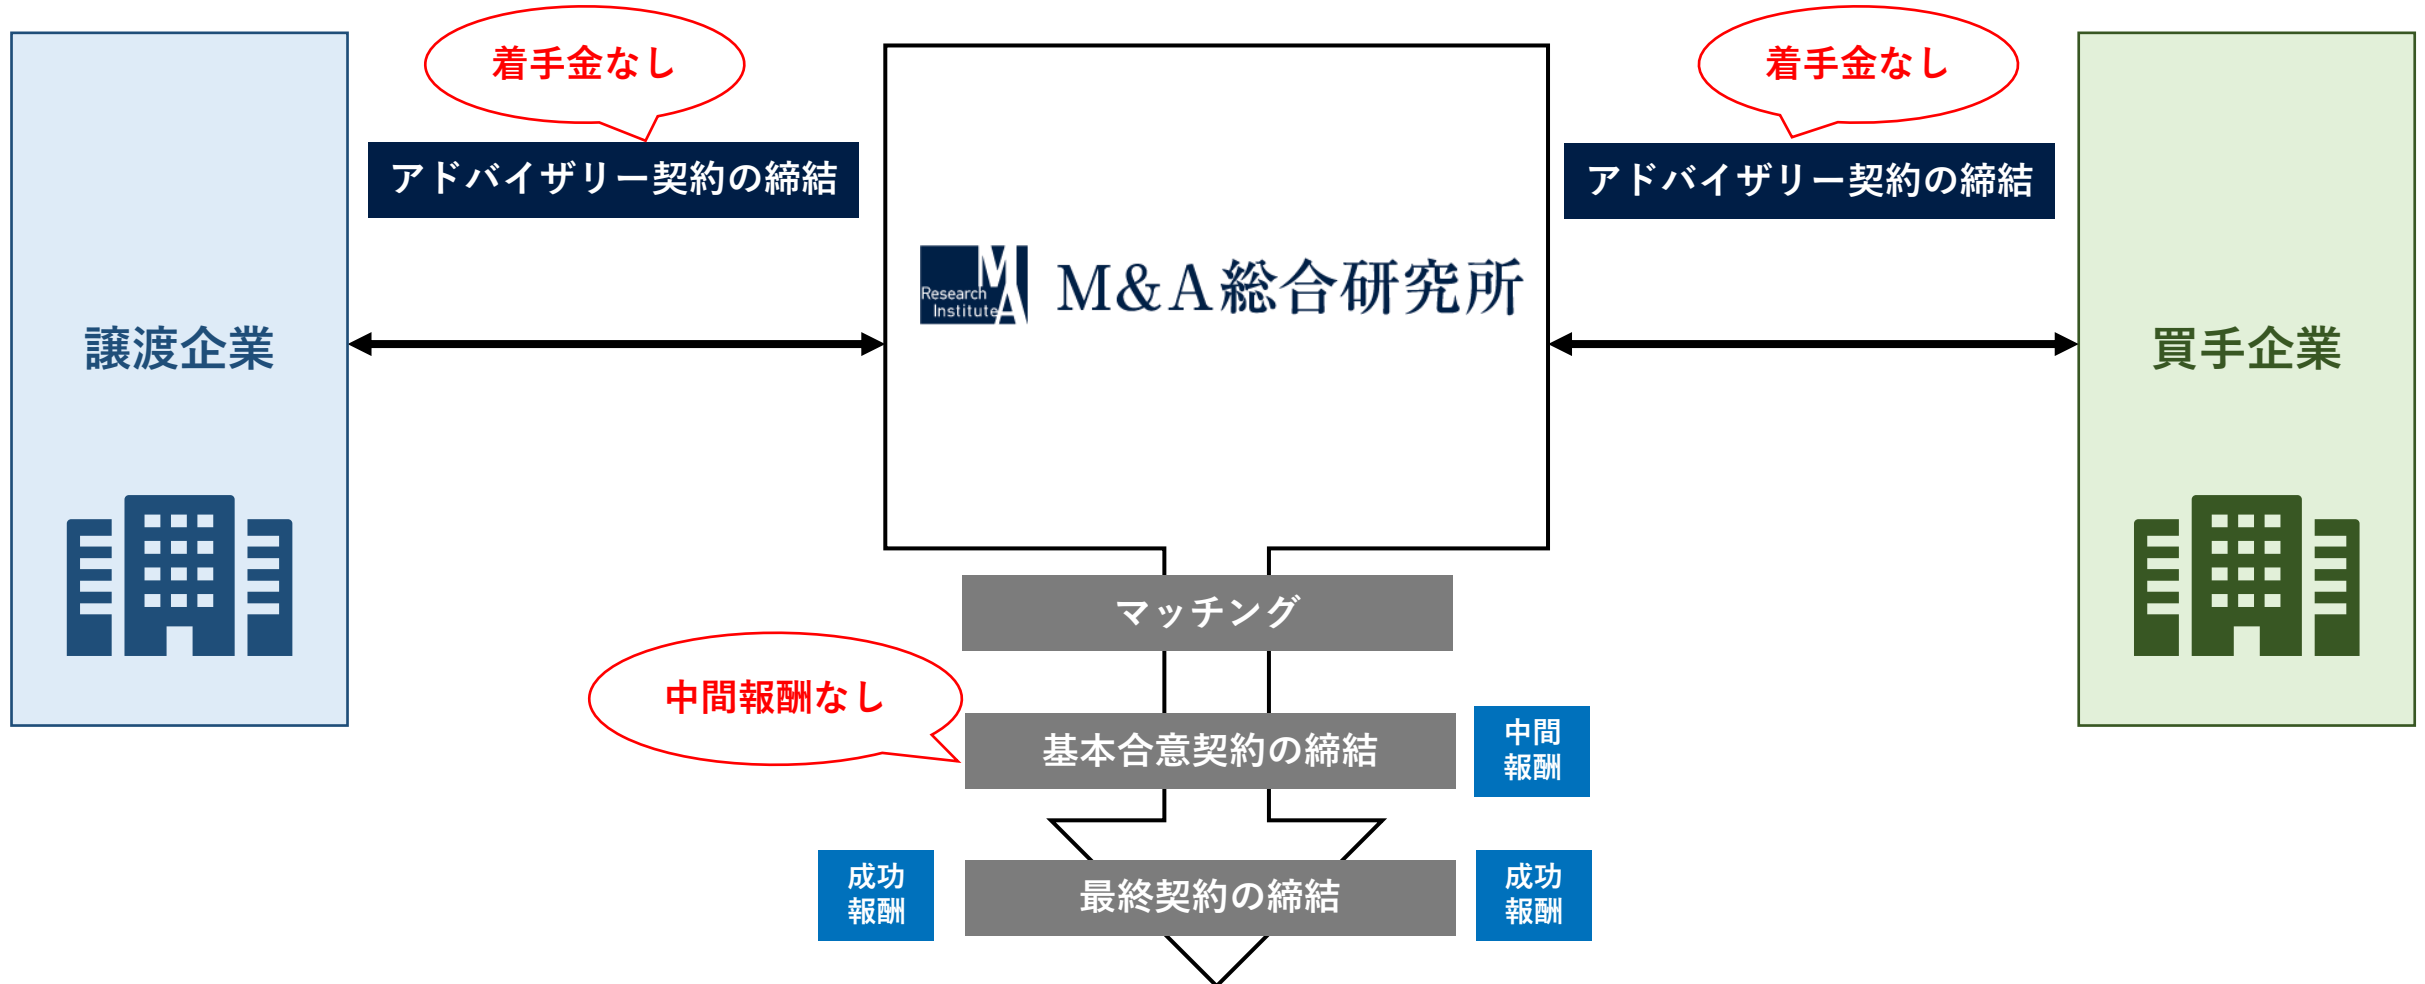 着手金なし
着手金なし
アドバイザリー契約の締結
アドバイザリー契約の締結
M
A
Research
Institute
M&A総合研究所
譲渡企業
買手企業
マッチング
中間報酬なし
基本合意契約の締結
中間
報酬
成功
報酬
最終契約の締結
成功
報酬